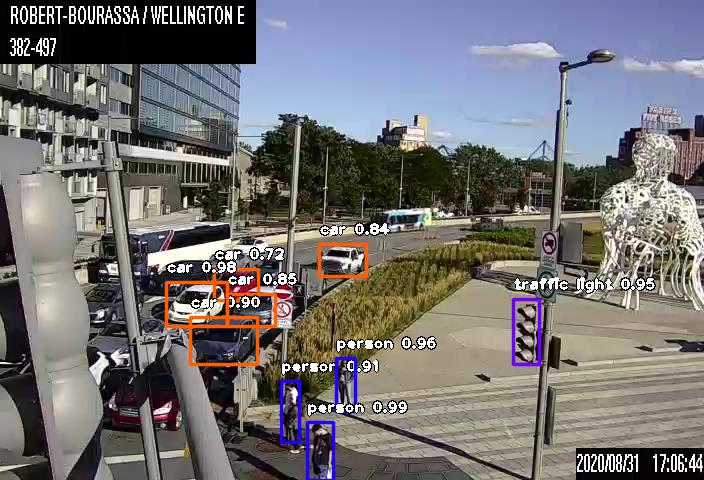 ROBERT-BOURASSA / WELLINGTON E
382-497
car 0.84
car 0.72
car 0.98
car 0.85
car 0.90
traffic light 0.95
person 0.96
person 0.91
person 0.99
2020/08/31 17:06:44